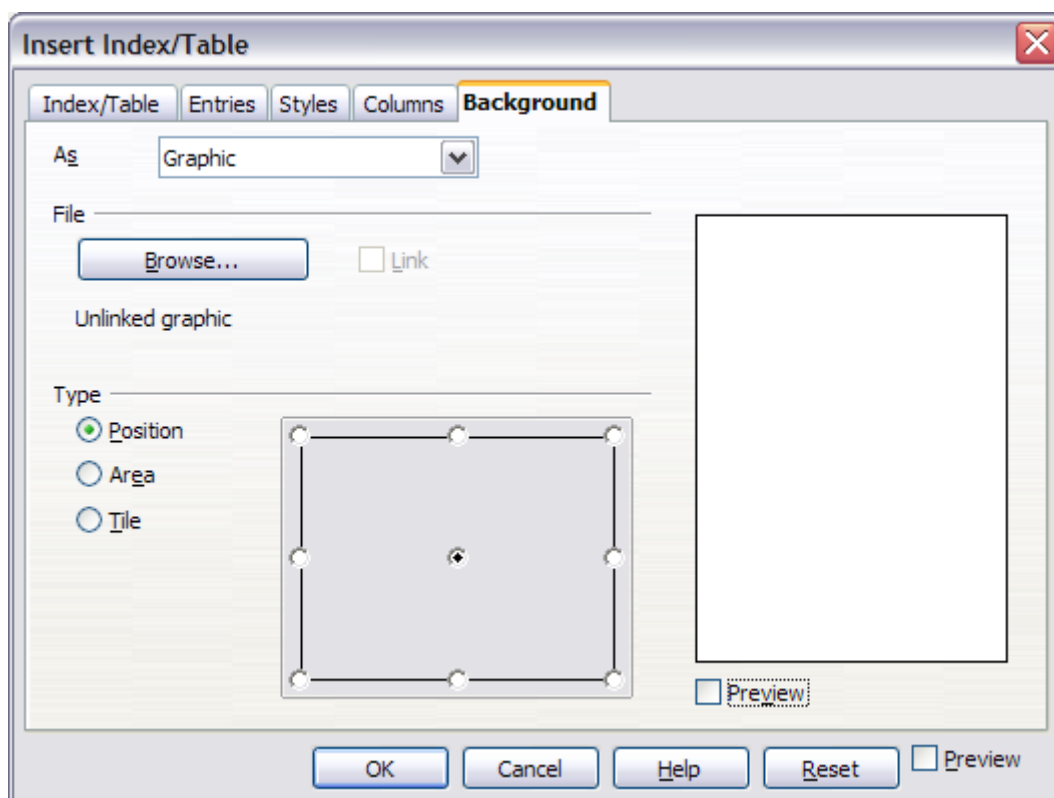 Insert Index/Table
Index/Table Entries Styles Columns Background
As Graphic
File
Browse... Link
Unlinked graphic
Type
Position
Area
Tile
Preview
OK Cancel Help Reset Preview